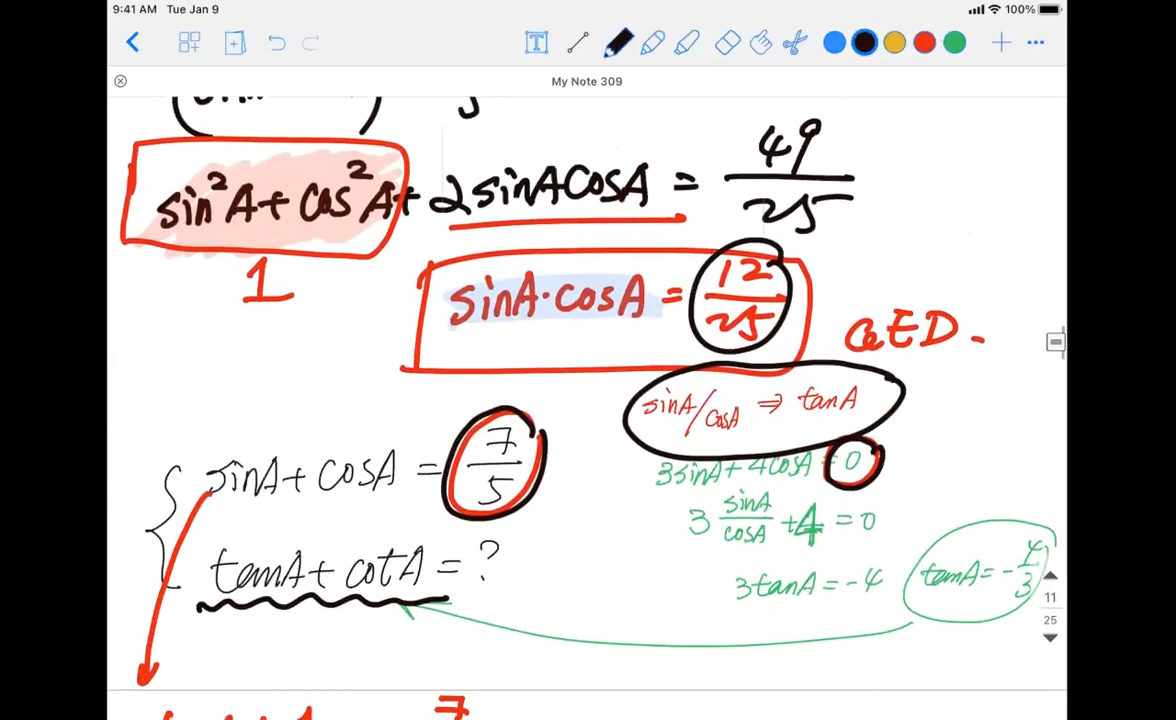 9:41 AM Tue Jan 9
100%
My Note 309
sin²A + cos²A + 2sinAcosA = 49/25
1
sinA·cosA = 12/25
QED.
sinA/cosA ⇒ tanA
sinA + cosA = 7/5
3sinA + 4cosA = 0
3 sinA/cosA + 4 = 0
tanA + cotA = ?
3tanA = -4
tanA = -4/3
11
25
7